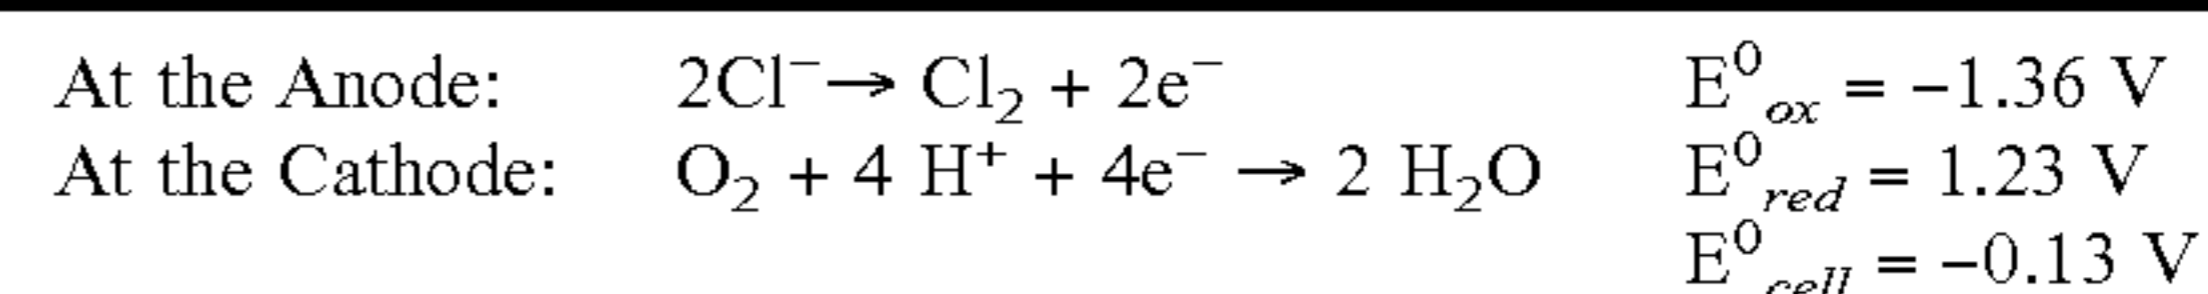 At the Anode: 2Cl⁻→ Cl₂ + 2e⁻ E⁰ₒₓ = −1.36 V
At the Cathode: O₂ + 4 H⁺ + 4e⁻ → 2 H₂O E⁰red = 1.23 V
E⁰cell = −0.13 V